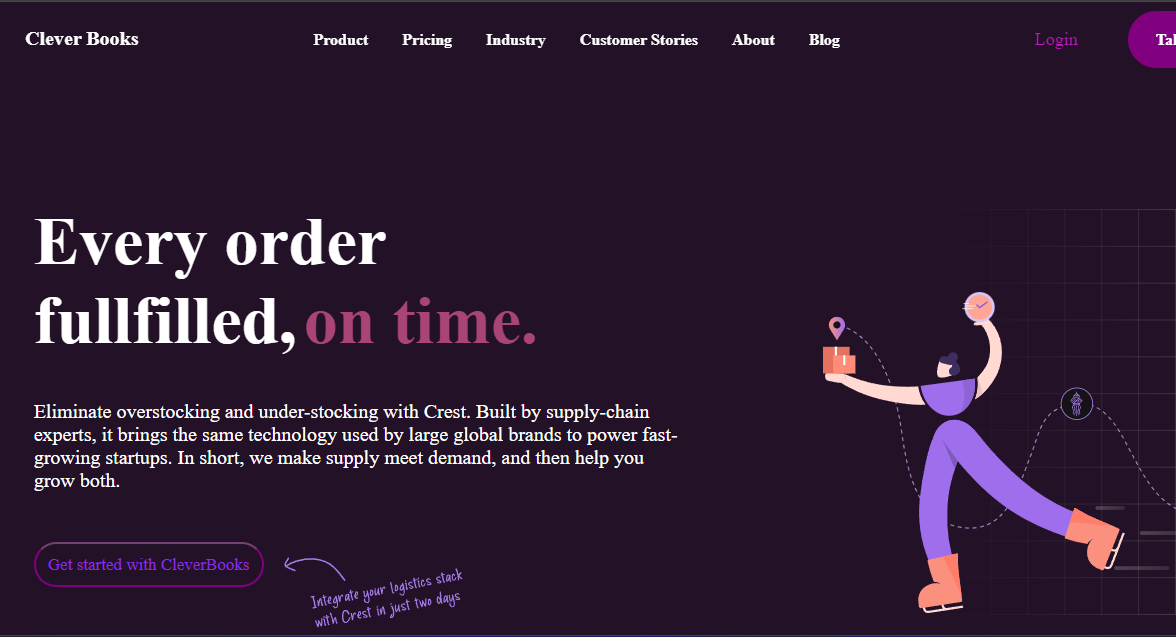 Clever Books
Product Pricing Industry Customer Stories About Blog
Login
Every order
fullfilled, on time.
Eliminate overstocking and under-stocking with Crest. Built by supply-chain
experts, it brings the same technology used by large global brands to power fast-
growing startups. In short, we make supply meet demand, and then help you
grow both.
Get started with CleverBooks
Integrate your logistics stack
with Crest in just two days